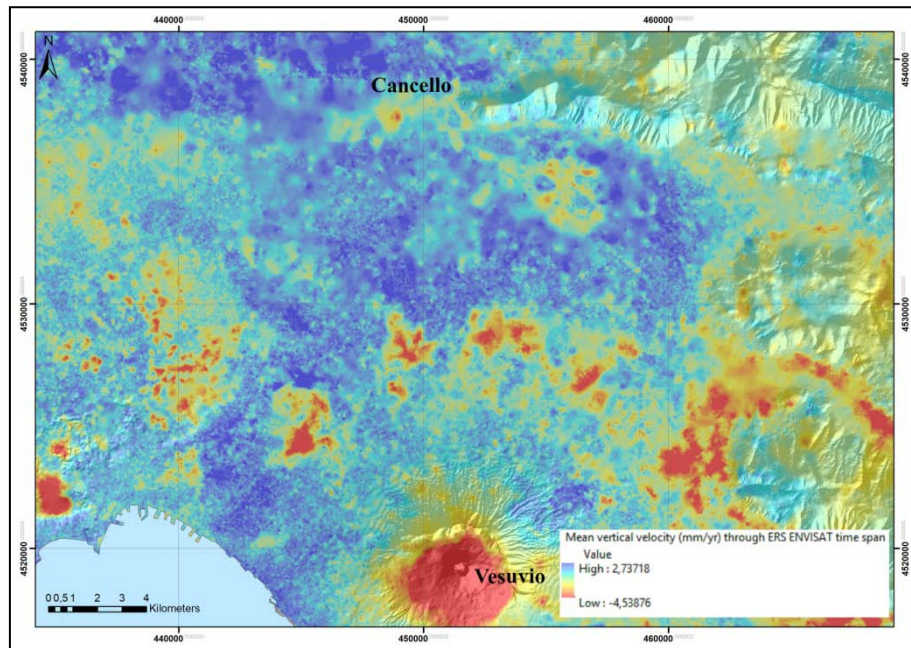 440000 450000 460000
N
4540000 4540000
Cancello
4530000 4530000
Mean vertical velocity (mm/yr) through ERS ENVISAT time span
Value
High : 2,73718
Low : -4,53876
4520000 4520000
Vesuvio
0 0,5 1 2 3 4
Kilometers
440000 450000 460000